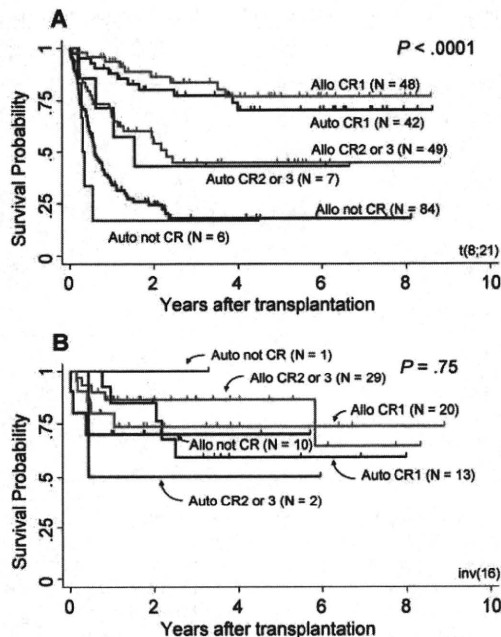 A
P < .0001
Survival Probability
1
.75
.5
.25
0
Allo CR1 (N = 48)
Auto CR1 (N = 42)
Allo CR2 or 3 (N = 49)
Auto CR2 or 3 (N = 7)
Allo not CR (N = 84)
Auto not CR (N = 6)
t(8;21)
0 2 4 6 8 10
Years after transplantation
B
P = .75
Survival Probability
1
.75
.5
.25
0
Auto not CR (N = 1)
Allo CR2 or 3 (N = 29)
Allo CR1 (N = 20)
Allo not CR (N = 10)
Auto CR1 (N = 13)
Auto CR2 or 3 (N = 2)
inv(16)
0 2 4 6 8 10
Years after transplantation